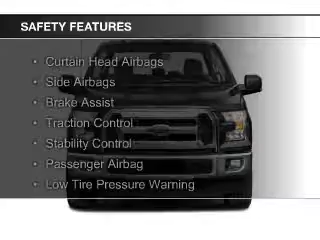 SAFETY FEATURES
• Curtain Head Airbags
• Side Airbags
• Brake Assist
• Traction Control
• Stability Control
• Passenger Airbag
• Low Tire Pressure Warning